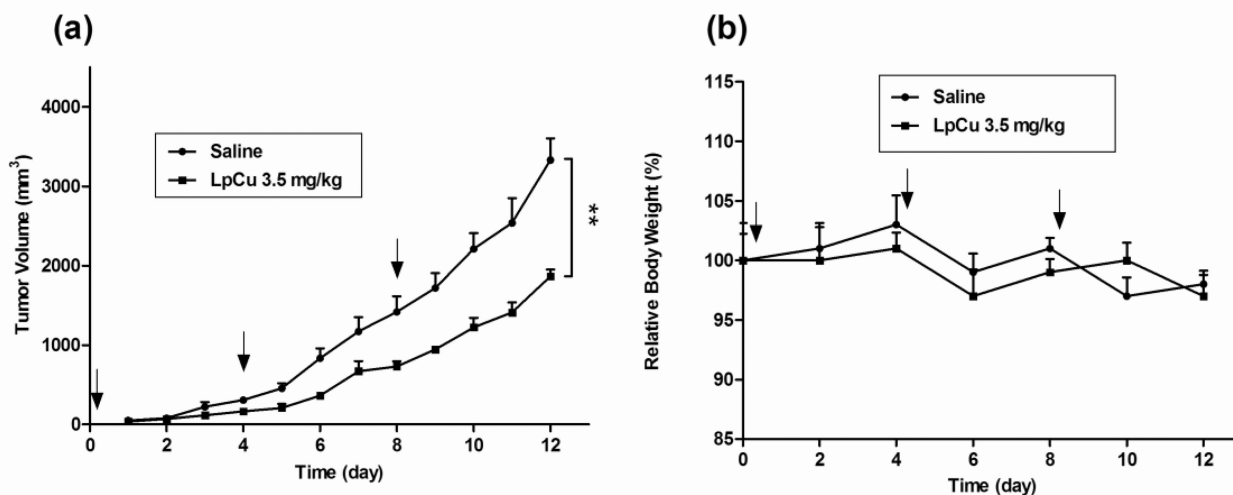 (a)
Tumor Volume (mm³)
4000
3000
2000
1000
0
Saline
LpCu 3.5 mg/kg
**
0 2 4 6 8 10 12
Time (day)
(b)
Relative Body Weight (%)
115
110
105
100
95
90
85
Saline
LpCu 3.5 mg/kg
0 2 4 6 8 10 12
Time (day)